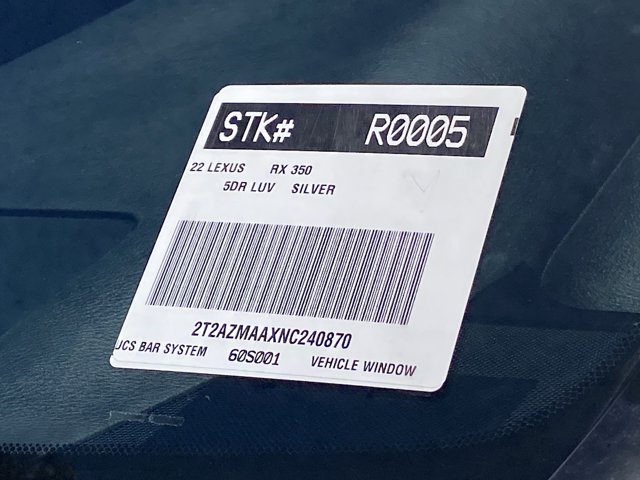 STK# R0005
22 LEXUS RX 350
5DR LUV SILVER
2T2AZMAAXNC240870
UCS BAR SYSTEM 60S001 VEHICLE WINDOW